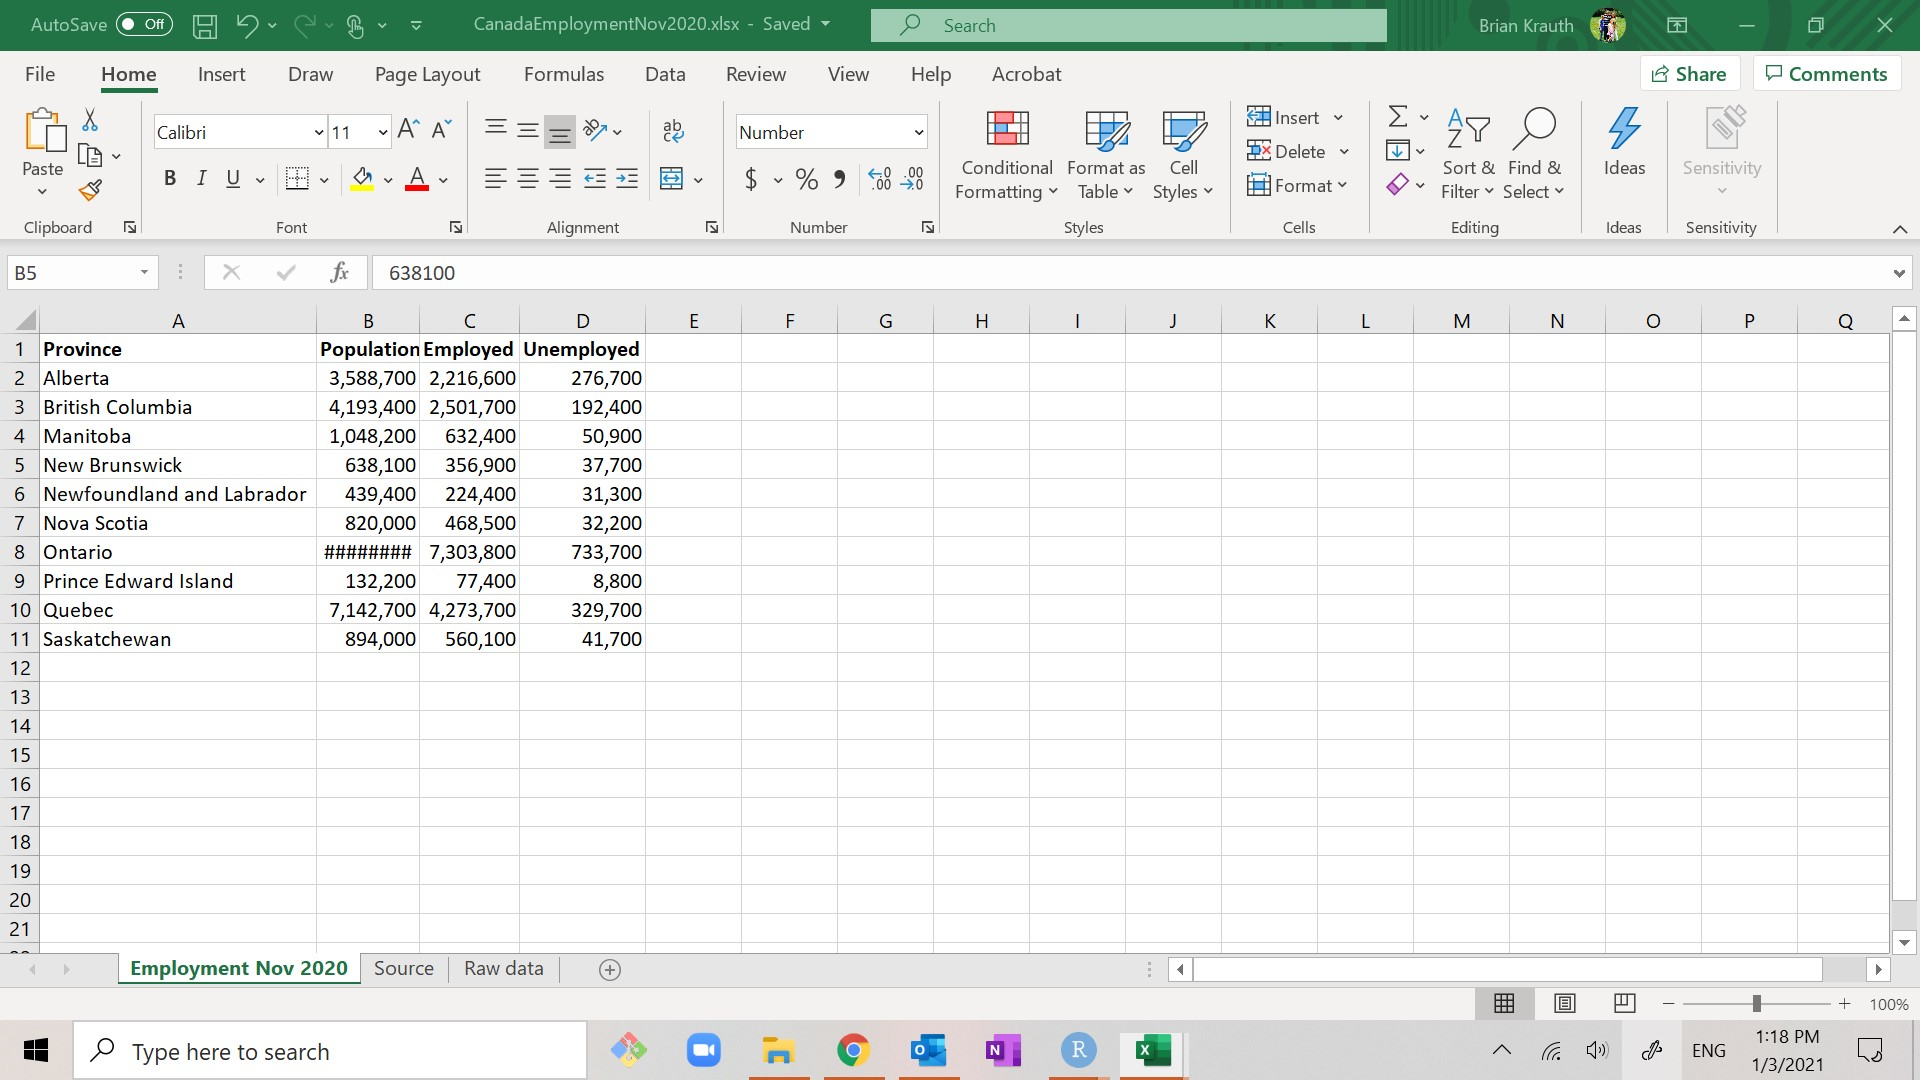 AutoSave Off CanadaEmploymentNov2020.xlsx - Saved Search Brian Krauth
File Home Insert Draw Page Layout Formulas Data Review View Help Acrobat Share Comments
Paste Calibri 11 B I U A ab Number $ % Conditional Formatting Format as Table Cell Styles Insert Delete Format Sort & Filter Find & Select Ideas Sensitivity
Clipboard Font Alignment Number Styles Cells Editing Ideas Sensitivity
B5 fx 638100
A B C D E F G H I J K L M N O P Q
1 Province Population Employed Unemployed
2 Alberta 3,588,700 2,216,600 276,700
3 British Columbia 4,193,400 2,501,700 192,400
4 Manitoba 1,048,200 632,400 50,900
5 New Brunswick 638,100 356,900 37,700
6 Newfoundland and Labrador 439,400 224,400 31,300
7 Nova Scotia 820,000 468,500 32,200
8 Ontario ######## 7,303,800 733,700
9 Prince Edward Island 132,200 77,400 8,800
10 Quebec 7,142,700 4,273,700 329,700
11 Saskatchewan 894,000 560,100 41,700
12
13
14
15
16
17
18
19
20
21
Employment Nov 2020 Source Raw data
100%
Type here to search ENG 1:18 PM
1/3/2021